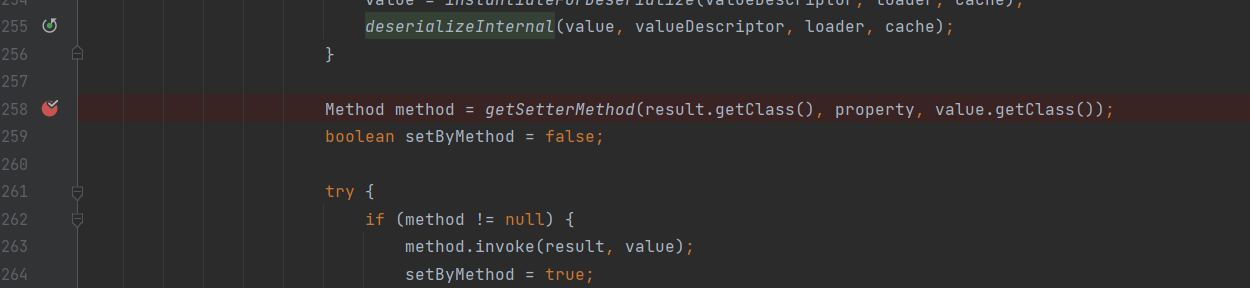 254 value = instantiateForDeserialize(valueDescriptor, loader, cache);
255 deserializeInternal(value, valueDescriptor, loader, cache);
256 }
257
258 Method method = getSetterMethod(result.getClass(), property, value.getClass());
259 boolean setByMethod = false;
260
261 try {
262 if (method != null) {
263 method.invoke(result, value);
264 setByMethod = true;